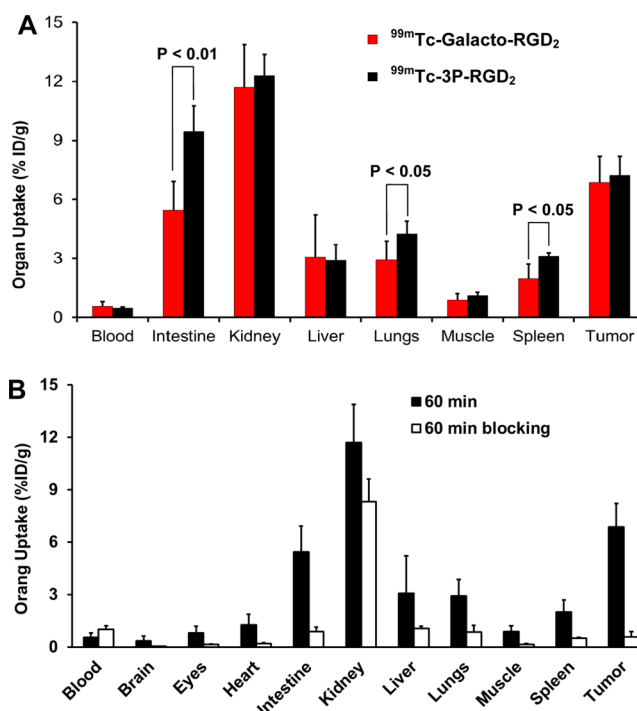 A
15
12
9
6
3
0
Organ Uptake (% ID/g)
⁹⁹ᵐTc-Galacto-RGD₂
⁹⁹ᵐTc-3P-RGD₂
P < 0.01
P < 0.05
P < 0.05
Blood Intestine Kidney Liver Lungs Muscle Spleen Tumor
B
15
12
9
6
3
0
Orang Uptake (%ID/g)
60 min
60 min blocking
Blood Brain Eyes Heart Intestine Kidney Liver Lungs Muscle Spleen Tumor